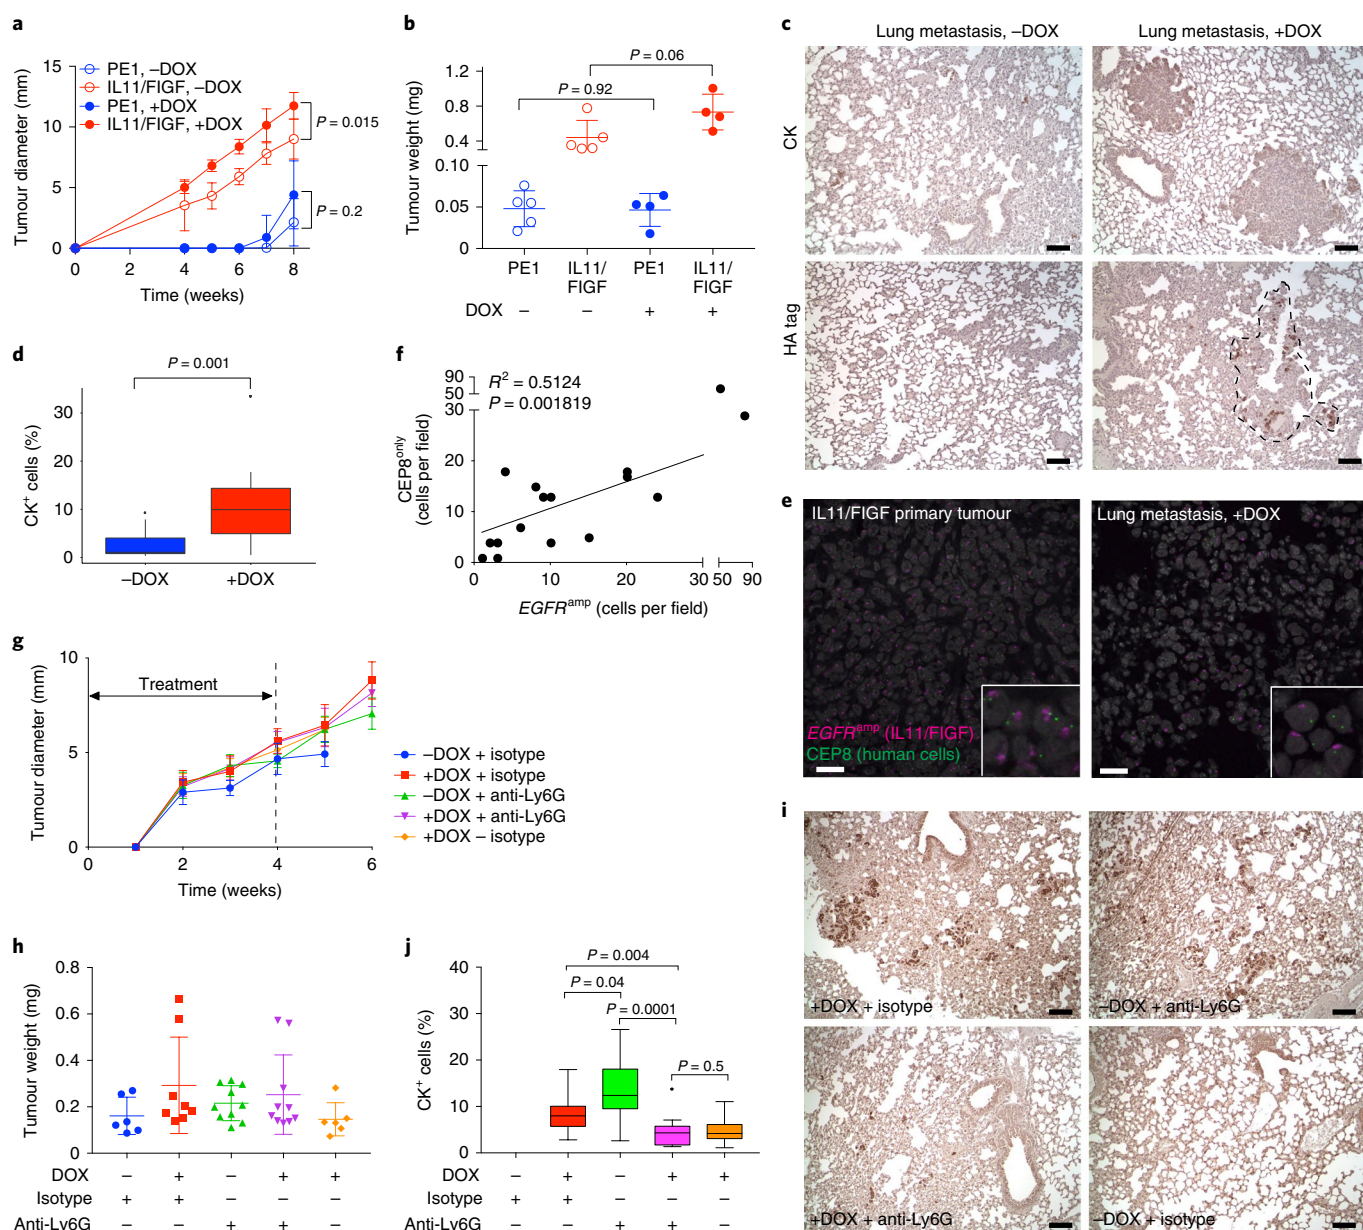 a
Tumour diameter (mm)
15
10
5
0
PE1, –DOX
IL11/FIGF, –DOX
PE1, +DOX
IL11/FIGF, +DOX
P = 0.015
P = 0.2
0 2 4 6 8
Time (weeks)
b
Tumour weight (mg)
1.2
0.8
0.4
0.10
0.05
0
P = 0.06
P = 0.92
PE1 IL11/ PE1 IL11/
FIGF FIGF
DOX – – + +
c
Lung metastasis, –DOX
Lung metastasis, +DOX
CK
HA tag
d
P = 0.001
CK+ cells (%)
30
20
10
0
–DOX +DOX
f
CEP8only
(cells per field)
90
50
30
20
10
0
R2 = 0.5124
P = 0.001819
0 10 20 30 50 90
EGFRamp (cells per field)
e
IL11/FIGF primary tumour
Lung metastasis, +DOX
EGFRamp (IL11/FIGF)
CEP8 (human cells)
g
Tumour diameter (mm)
10
5
0
Treatment
0 2 4 6
Time (weeks)
–DOX + isotype
+DOX + isotype
–DOX + anti-Ly6G
+DOX + anti-Ly6G
+DOX – isotype
h
Tumour weight (mg)
0.8
0.6
0.4
0.2
0
DOX – + – + +
Isotype + + – – –
Anti-Ly6G – – + + –
j
CK+ cells (%)
40
30
20
10
0
P = 0.004
P = 0.04
P = 0.0001
P = 0.5
DOX – + – + +
Isotype + + – – –
Anti-Ly6G – – + + –
i
+DOX + isotype
–DOX + anti-Ly6G
+DOX + anti-Ly6G
–DOX + isotype